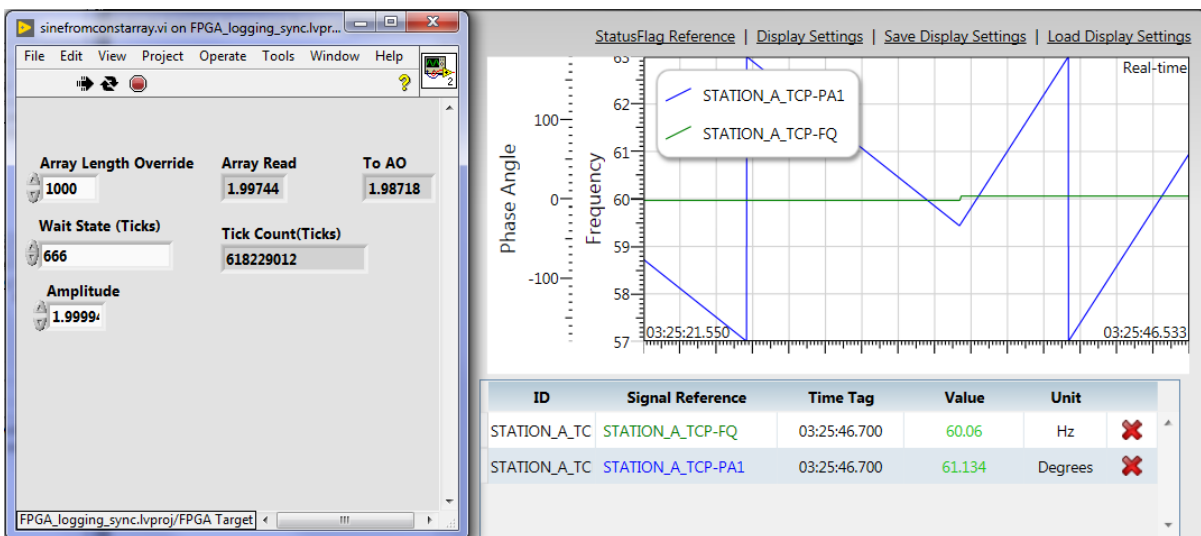 sinefromconstarray.vi on FPGA_logging_sync.lvpr...
File Edit View Project Operate Tools Window Help
2
Array Length Override Array Read To AO
1000 1.99744 1.98718
Wait State (Ticks) Tick Count(Ticks)
666 618229012
Amplitude
1.9999
FPGA_logging_sync.lvproj/FPGA Target
StatusFlag Reference | Display Settings | Save Display Settings | Load Display Settings
Real-time
STATION_A_TCP-PA1
STATION_A_TCP-FQ
Phase Angle
100
0
-100
Frequency
63
62
61
60
59
58
57
03:25:21.550 03:25:46.533
ID Signal Reference Time Tag Value Unit
STATION_A_TC STATION_A_TCP-FQ 03:25:46.700 60.06 Hz
STATION_A_TC STATION_A_TCP-PA1 03:25:46.700 61.134 Degrees